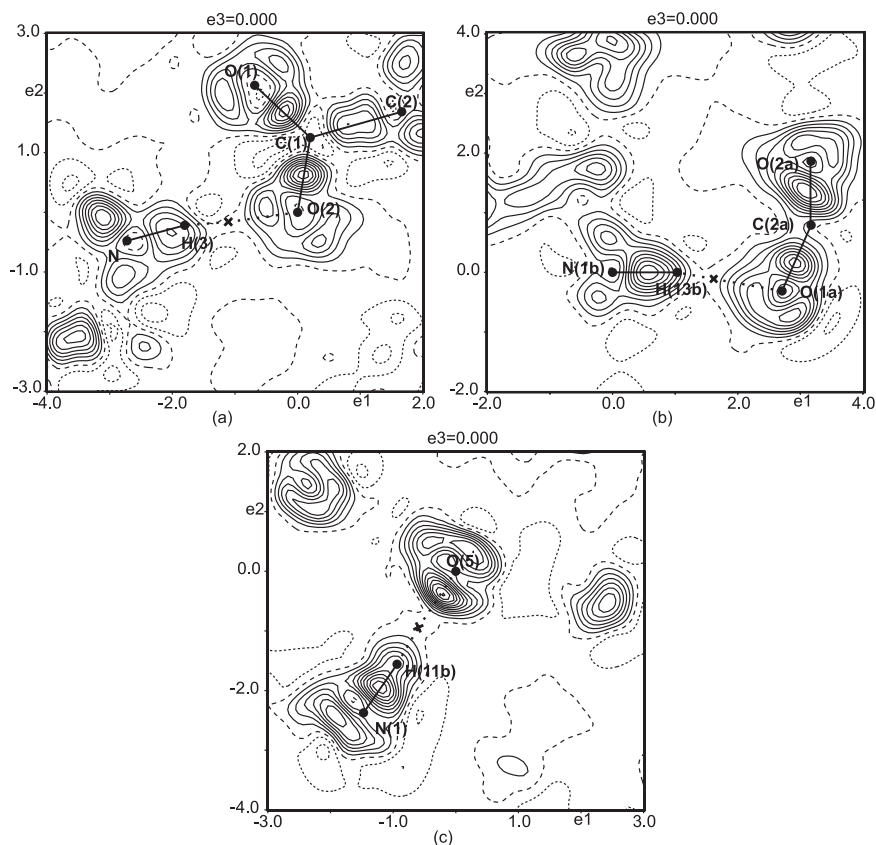 e3=0.000
3.0
e2
1.0
-1.0
-3.0
-4.0
-2.0
0.0
e1
2.0
O(1)
C(2)
C(1)
O(2)
N
H(3)
(a)
e3=0.000
4.0
e2
2.0
0.0
-2.0
-2.0
0.0
2.0
e1
4.0
O(2a)
C(2a)
N(1b)
H(13b)
O(1a)
(b)
e3=0.000
2.0
e2
0.0
-2.0
-4.0
-3.0
-1.0
1.0
e1
3.0
O(5)
H(11b)
N(1)
(c)